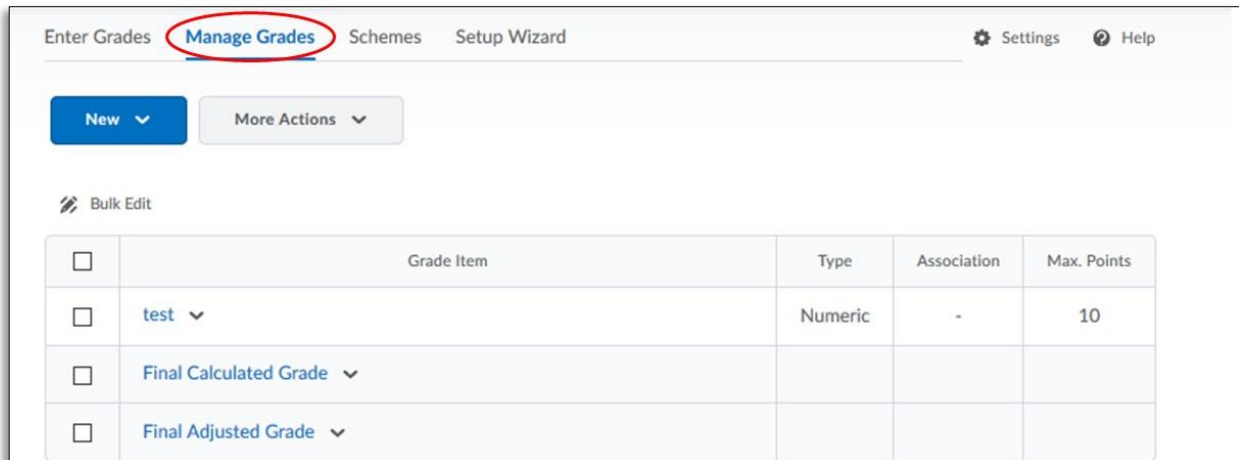 Enter Grades Manage Grades Schemes Setup Wizard Settings Help
New More Actions
Bulk Edit
Grade Item Type Association Max. Points
test Numeric - 10
Final Calculated Grade
Final Adjusted Grade